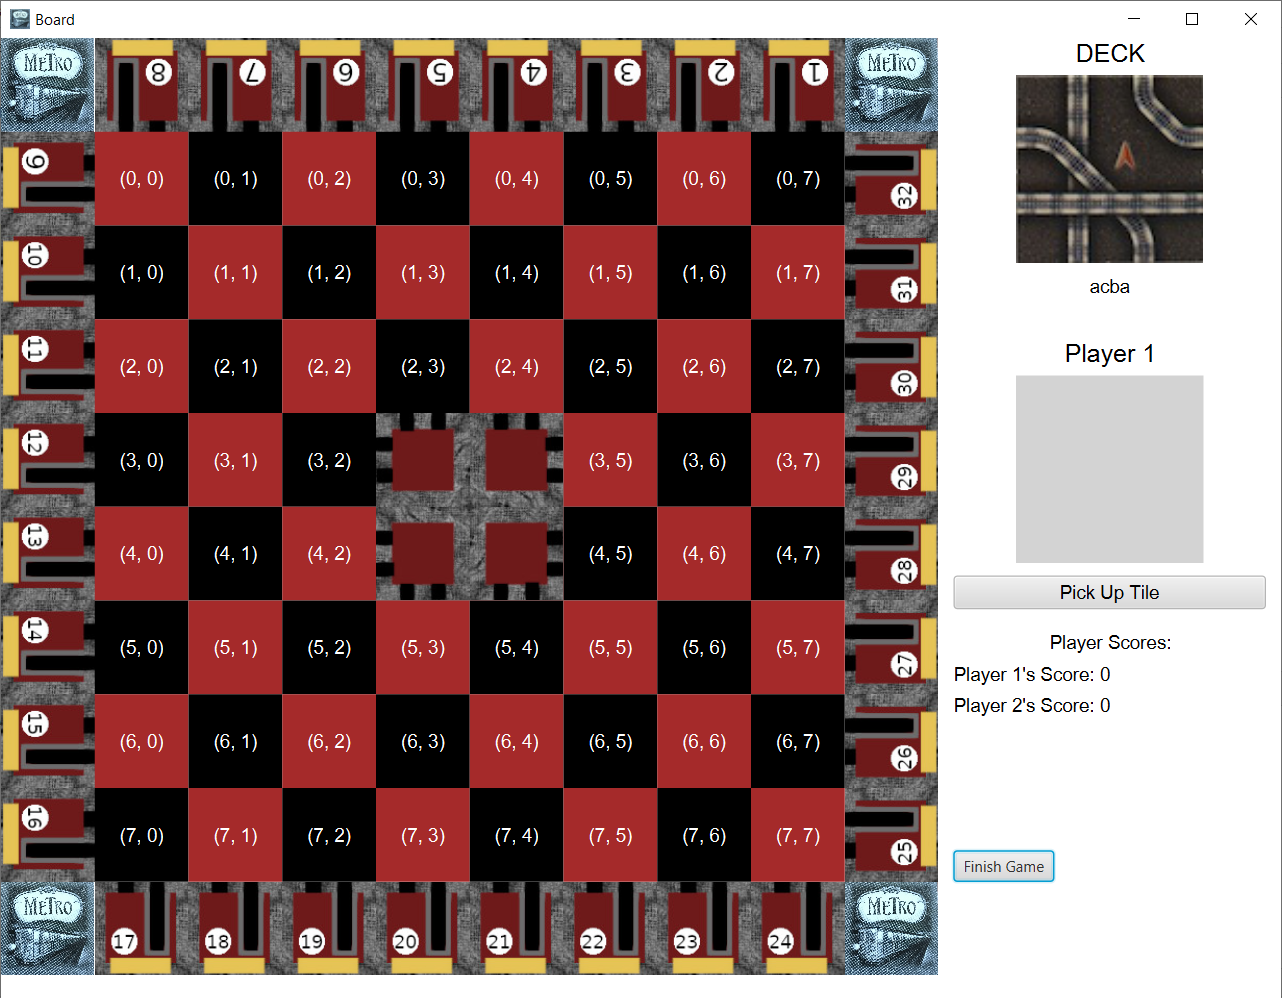 Board
METRO 8 7 6 5 4 3 2 1 METRO
9 (0, 0) (0, 1) (0, 2) (0, 3) (0, 4) (0, 5) (0, 6) (0, 7) 32
10 (1, 0) (1, 1) (1, 2) (1, 3) (1, 4) (1, 5) (1, 6) (1, 7) 31
11 (2, 0) (2, 1) (2, 2) (2, 3) (2, 4) (2, 5) (2, 6) (2, 7) 30
12 (3, 0) (3, 1) (3, 2) (3, 5) (3, 6) (3, 7) 29
13 (4, 0) (4, 1) (4, 2) (4, 5) (4, 6) (4, 7) 28
14 (5, 0) (5, 1) (5, 2) (5, 3) (5, 4) (5, 5) (5, 6) (5, 7) 27
15 (6, 0) (6, 1) (6, 2) (6, 3) (6, 4) (6, 5) (6, 6) (6, 7) 26
16 (7, 0) (7, 1) (7, 2) (7, 3) (7, 4) (7, 5) (7, 6) (7, 7) 25
METRO 17 18 19 20 21 22 23 24 METRO
DECK
acba
Player 1
Pick Up Tile
Player Scores:
Player 1's Score: 0
Player 2's Score: 0
Finish Game